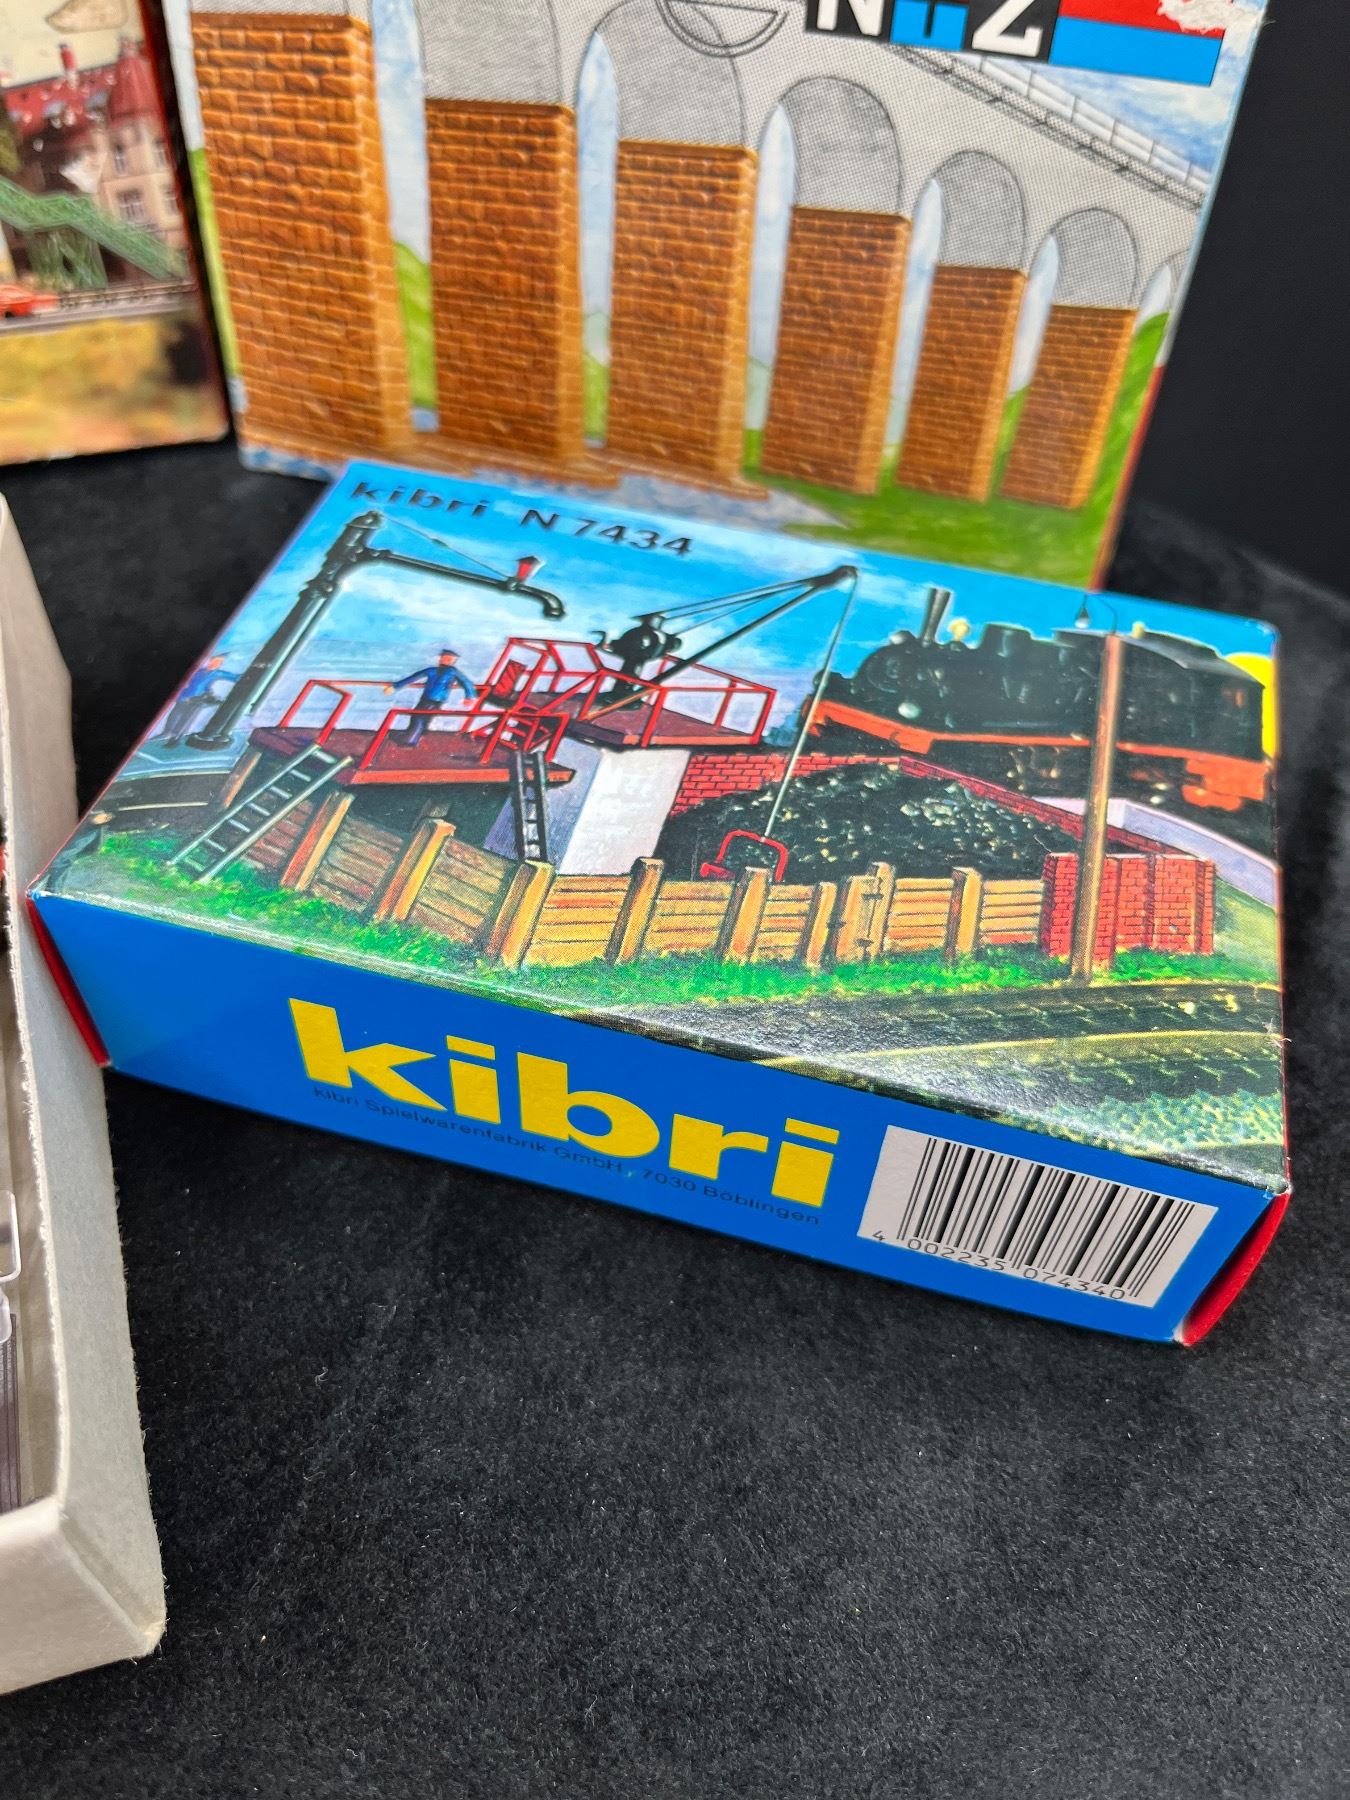 N T Z
kibri N 7434
kibri
kibri Spielwarenfabrik GmbH, 7030 Böblingen
4 002235 074340